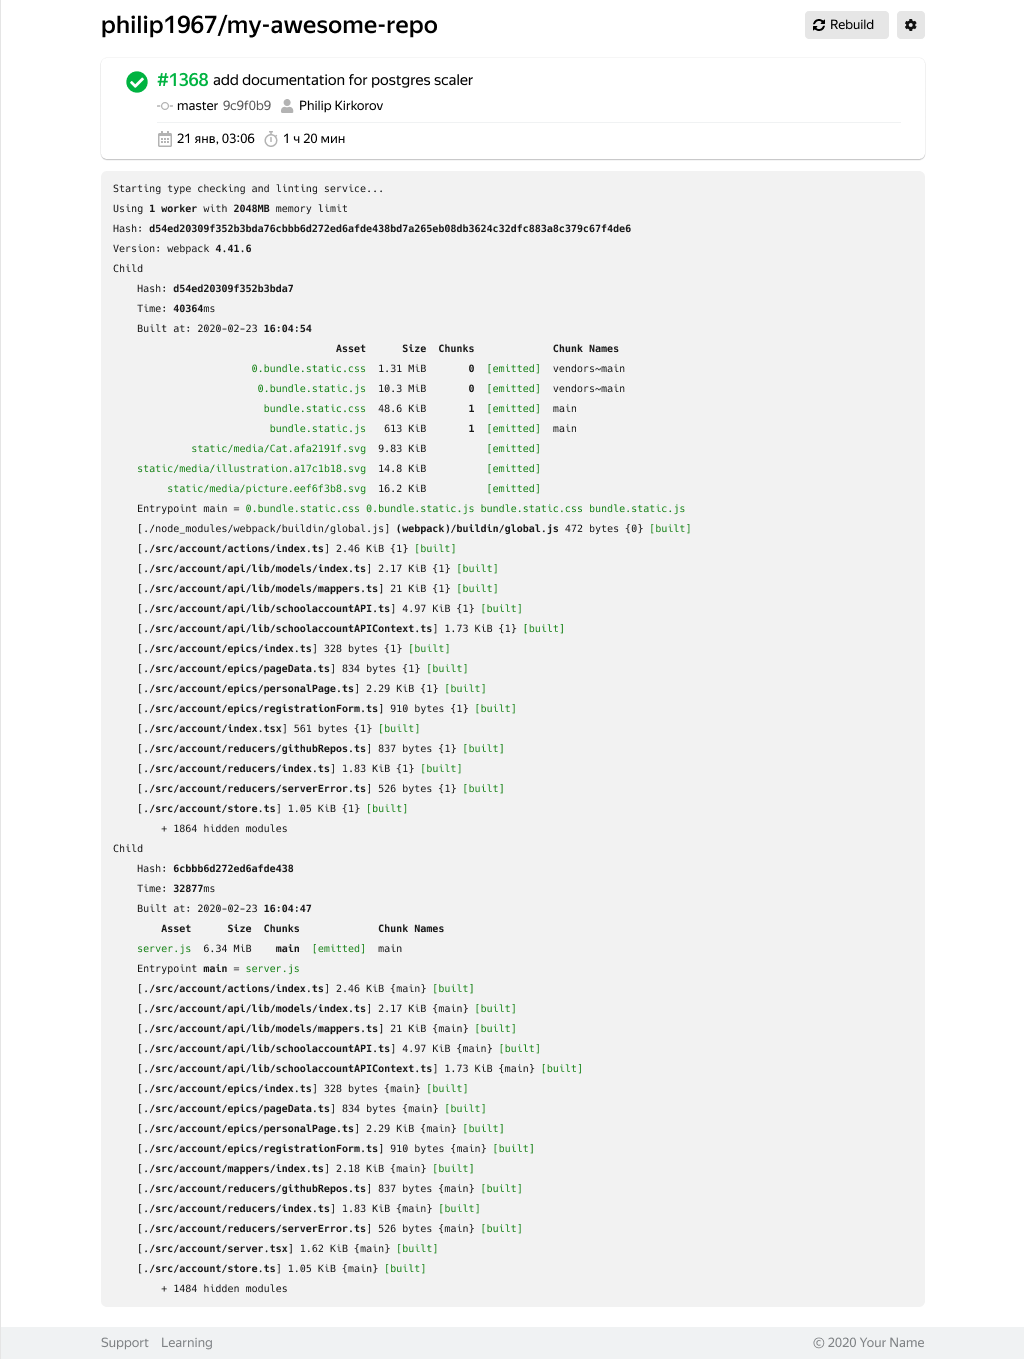 philip1967/my-awesome-repo
Rebuild
#1368 add documentation for postgres scaler
master 9c9f0b9 Philip Kirkorov
21 янв, 03:06 1 ч 20 мин
Starting type checking and linting service...
Using 1 worker with 2048MB memory limit
Hash: d54ed20309f352b3bda76cbbb6d272ed6afde438bd7a265eb08db3624c32dfc883a8c379c67f4de6
Version: webpack 4.41.6
Child
Hash: d54ed20309f352b3bda7
Time: 40364ms
Built at: 2020-02-23 16:04:54
Asset Size Chunks Chunk Names
0.bundle.static.css 1.31 MiB 0 [emitted] vendors~main
0.bundle.static.js 10.3 MiB 0 [emitted] vendors~main
bundle.static.css 48.6 KiB 1 [emitted] main
bundle.static.js 613 KiB 1 [emitted] main
static/media/Cat.afa2191f.svg 9.83 KiB [emitted]
static/media/illustration.a17c1b18.svg 14.8 KiB [emitted]
static/media/picture.eef6f3b8.svg 16.2 KiB [emitted]
Entrypoint main = 0.bundle.static.css 0.bundle.static.js bundle.static.css bundle.static.js
[./node_modules/webpack/buildin/global.js] (webpack)/buildin/global.js 472 bytes {0} [built]
[./src/account/actions/index.ts] 2.46 KiB {1} [built]
[./src/account/api/lib/models/index.ts] 2.17 KiB {1} [built]
[./src/account/api/lib/models/mappers.ts] 21 KiB {1} [built]
[./src/account/api/lib/schoolaccountAPI.ts] 4.97 KiB {1} [built]
[./src/account/api/lib/schoolaccountAPIContext.ts] 1.73 KiB {1} [built]
[./src/account/epics/index.ts] 328 bytes {1} [built]
[./src/account/epics/pageData.ts] 834 bytes {1} [built]
[./src/account/epics/personalPage.ts] 2.29 KiB {1} [built]
[./src/account/epics/registrationForm.ts] 910 bytes {1} [built]
[./src/account/index.tsx] 561 bytes {1} [built]
[./src/account/reducers/githubRepos.ts] 837 bytes {1} [built]
[./src/account/reducers/index.ts] 1.83 KiB {1} [built]
[./src/account/reducers/serverError.ts] 526 bytes {1} [built]
[./src/account/store.ts] 1.05 KiB {1} [built]
+ 1864 hidden modules
Child
Hash: 6cbbb6d272ed6afde438
Time: 32877ms
Built at: 2020-02-23 16:04:47
Asset Size Chunks Chunk Names
server.js 6.34 MiB main [emitted] main
Entrypoint main = server.js
[./src/account/actions/index.ts] 2.46 KiB {main} [built]
[./src/account/api/lib/models/index.ts] 2.17 KiB {main} [built]
[./src/account/api/lib/models/mappers.ts] 21 KiB {main} [built]
[./src/account/api/lib/schoolaccountAPI.ts] 4.97 KiB {main} [built]
[./src/account/api/lib/schoolaccountAPIContext.ts] 1.73 KiB {main} [built]
[./src/account/epics/index.ts] 328 bytes {main} [built]
[./src/account/epics/pageData.ts] 834 bytes {main} [built]
[./src/account/epics/personalPage.ts] 2.29 KiB {main} [built]
[./src/account/epics/registrationForm.ts] 910 bytes {main} [built]
[./src/account/mappers/index.ts] 2.18 KiB {main} [built]
[./src/account/reducers/githubRepos.ts] 837 bytes {main} [built]
[./src/account/reducers/index.ts] 1.83 KiB {main} [built]
[./src/account/reducers/serverError.ts] 526 bytes {main} [built]
[./src/account/server.tsx] 1.62 KiB {main} [built]
[./src/account/store.ts] 1.05 KiB {main} [built]
+ 1484 hidden modules
Support Learning © 2020 Your Name